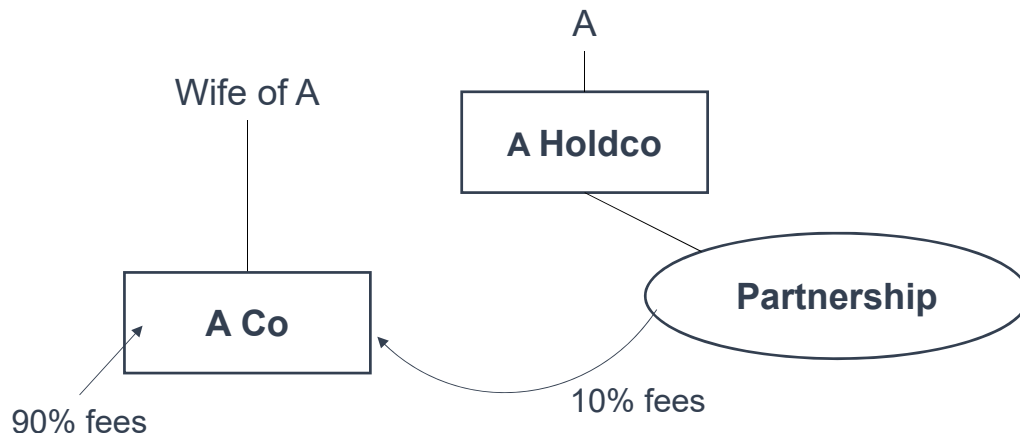 A
Wife of A
A Holdco
Partnership
A Co
10% fees
90% fees